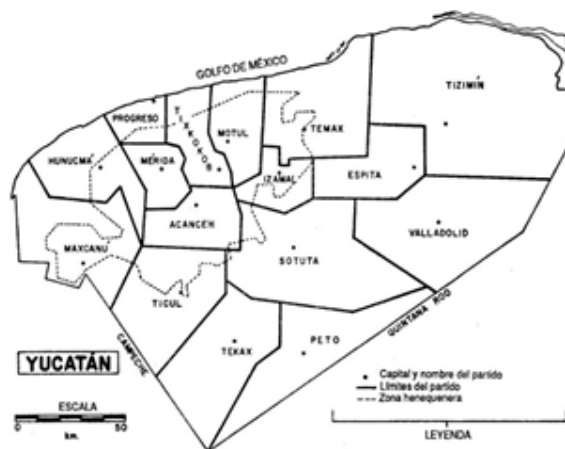 GOLFO DE MÉXICO
TIZIMÍN
PROGRESO
TIXKOKOB
MOTUL
TEMAX
HUNUCMÁ
MÉRIDA
IZAMAL
ESPITA
ACANCEH
VALLADOLID
MAXCANU
SOTUTA
TICUL
QUINTANA ROO
CAMPECHE
TEKAX
PETO
YUCATÁN
Capital y nombre del partido
Límites del partido
Zona henequenera
ESCALA
0 50
km.
LEYENDA